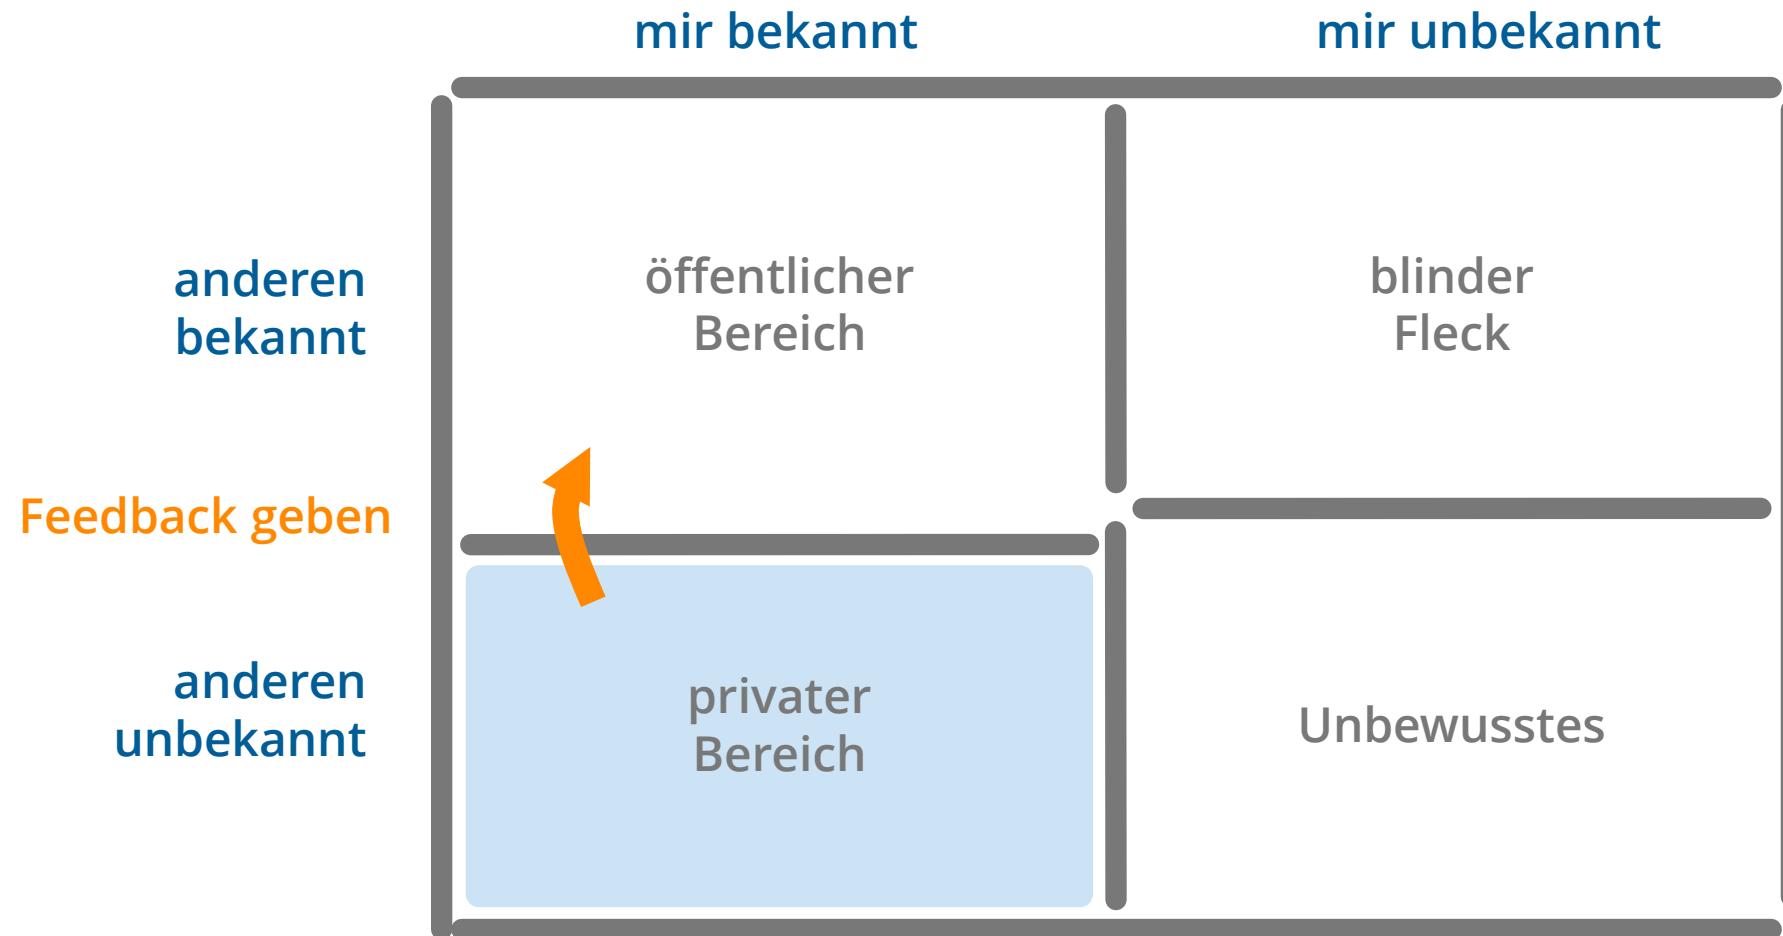 mir bekannt
mir unbekannt
anderen
bekannt
öffentlicher
Bereich
blinder
Fleck
Feedback geben
anderen
unbekannt
privater
Bereich
Unbewusstes